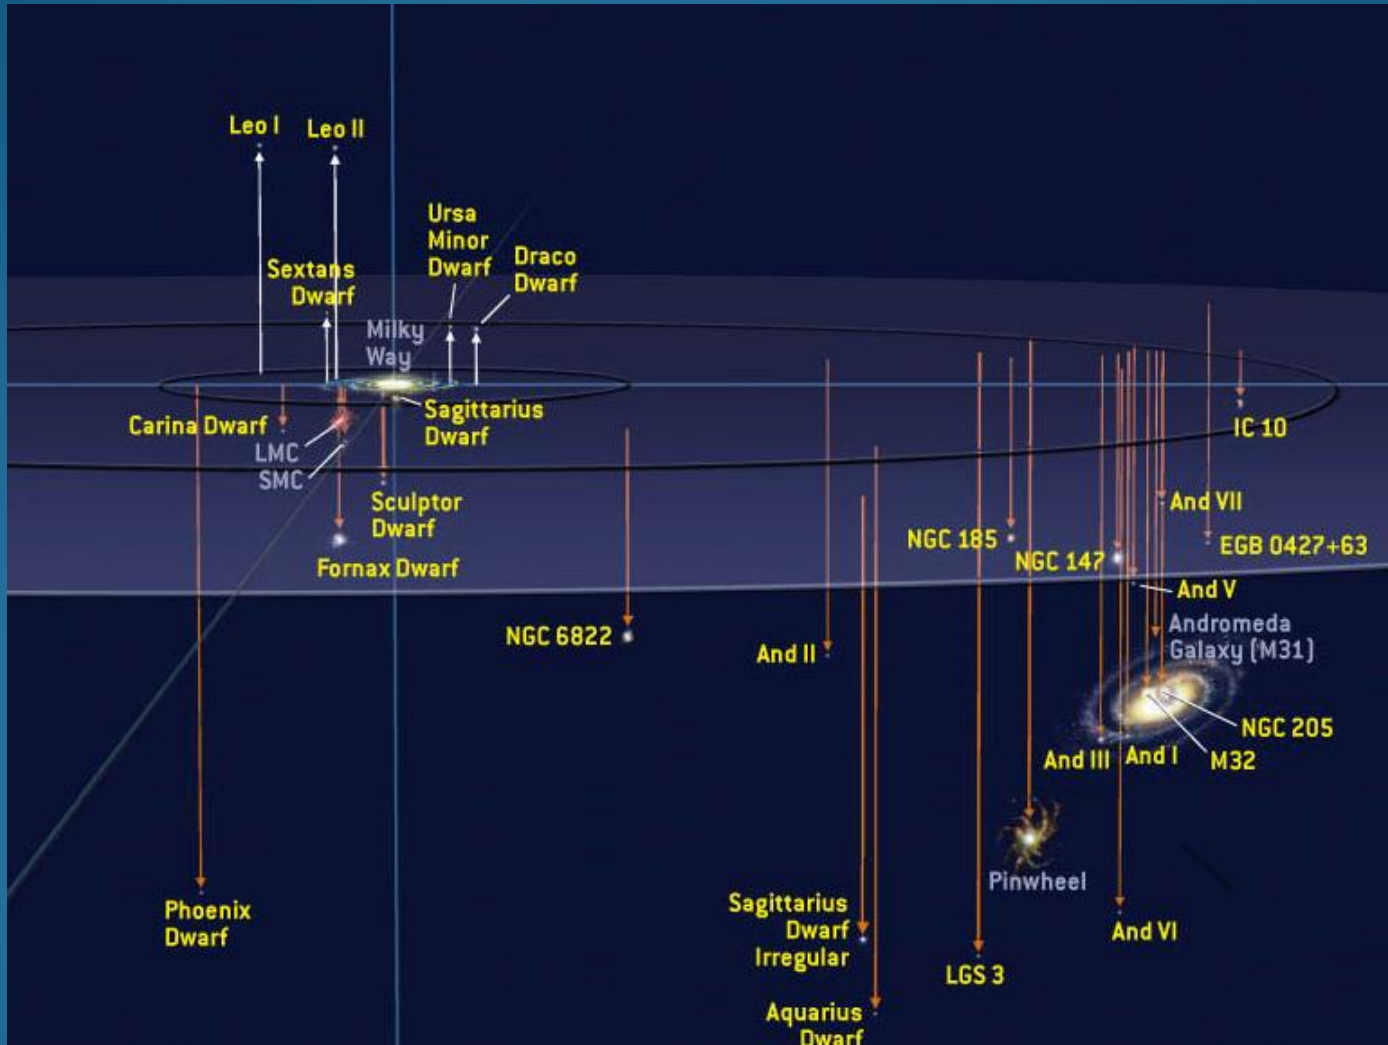 Leo I
Leo II
Ursa
Minor
Dwarf
Draco
Dwarf
Sextans
Dwarf
Milky
Way
Carina Dwarf
LMC
SMC
Sagittarius
Dwarf
Sculptor
Dwarf
Fornax Dwarf
IC 10
And VII
NGC 185
NGC 147
EGB 0427+63
And V
NGC 6822
And II
Andromeda
Galaxy (M31)
NGC 205
M32
And III
And I
Pinwheel
Phoenix
Dwarf
Sagittarius
Dwarf
Irregular
And VI
LGS 3
Aquarius
Dwarf